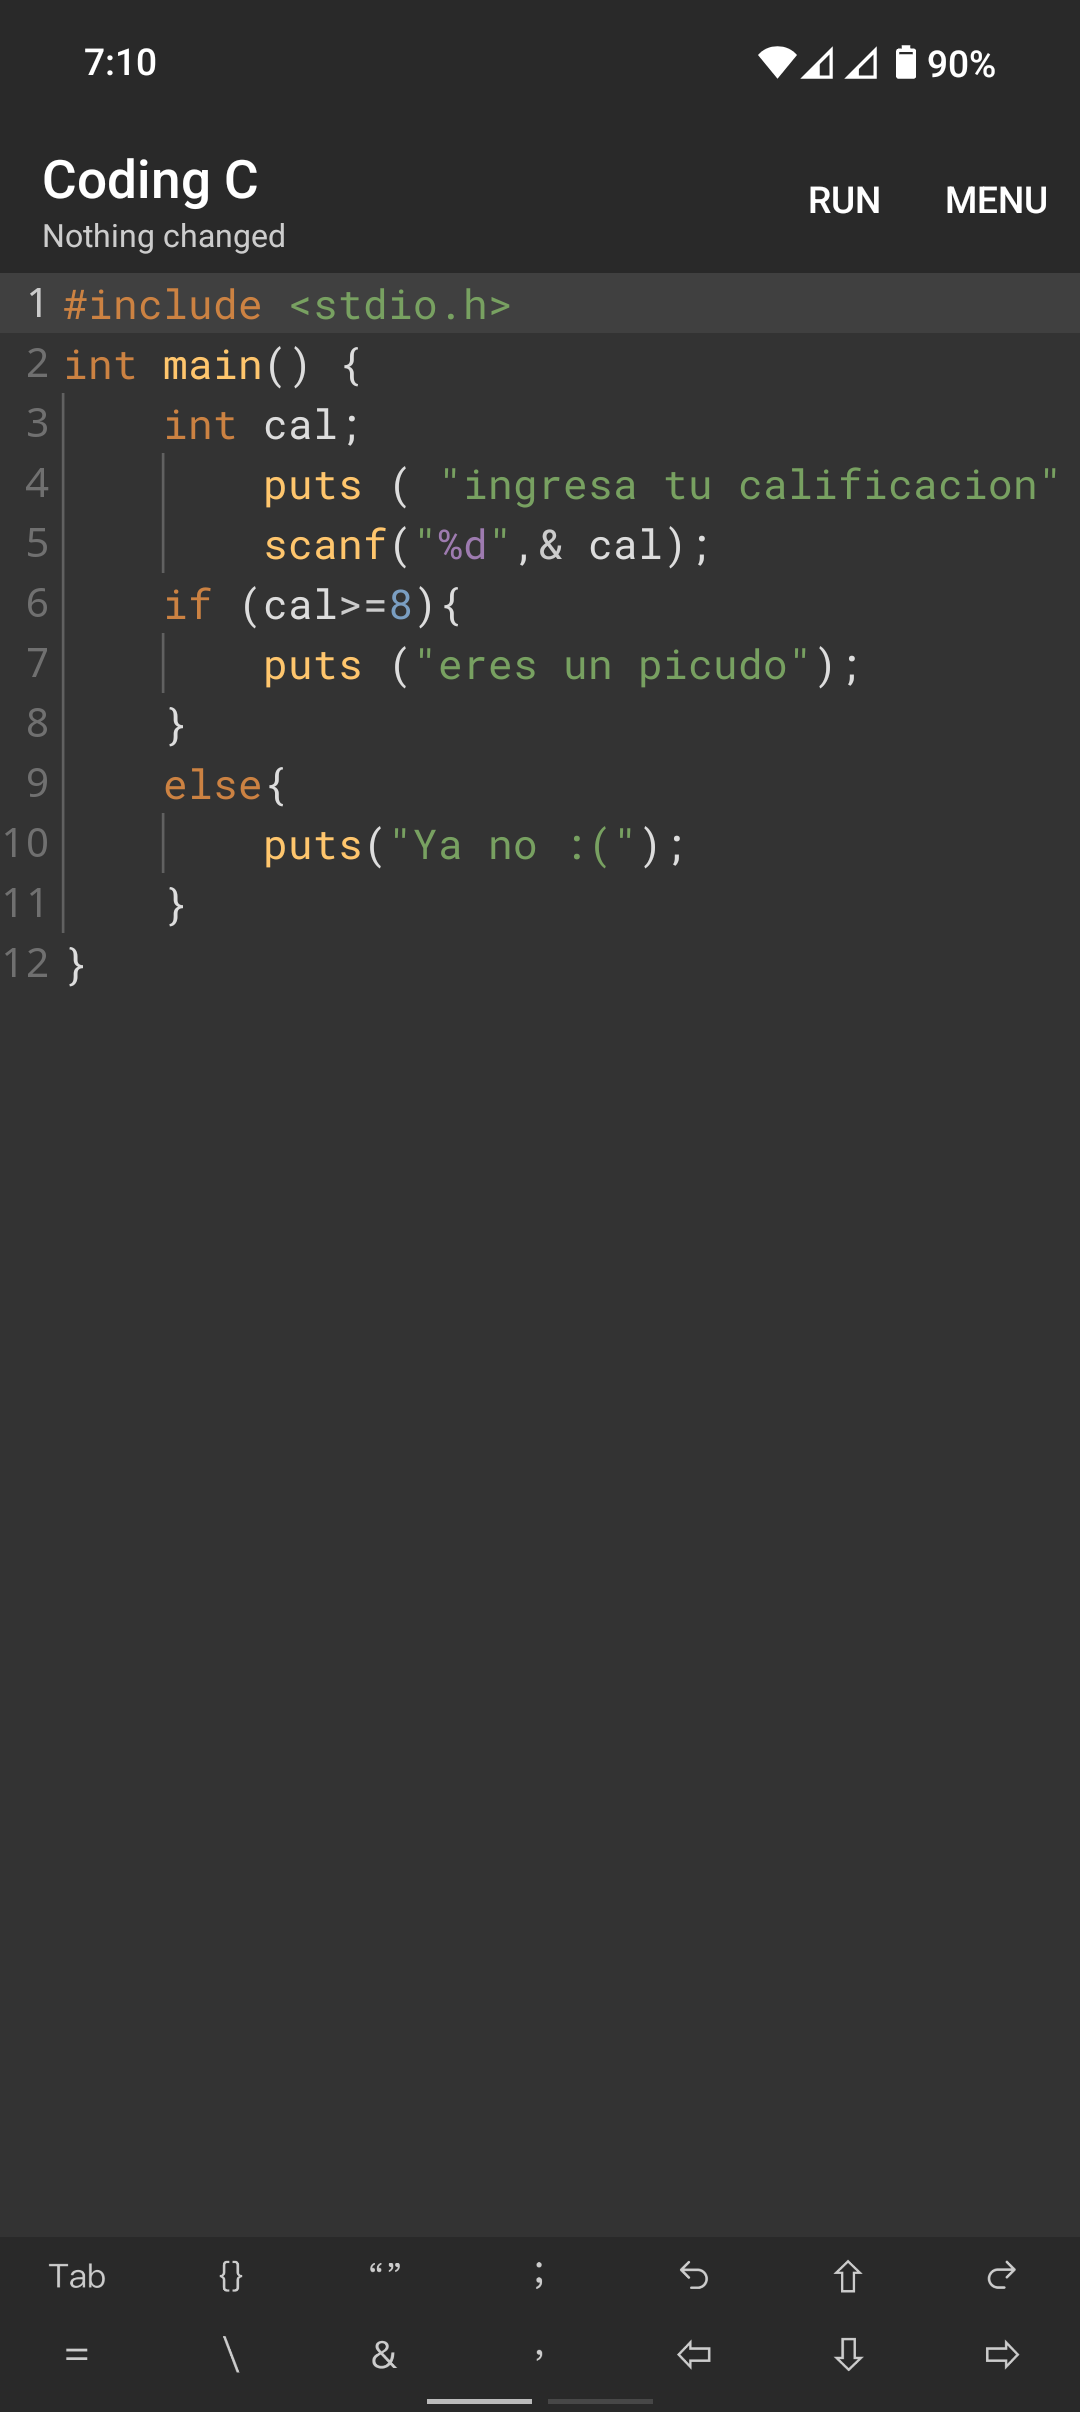 7:10 90%
Coding C
Nothing changed
RUN MENU
1 #include <stdio.h>
2 int main() {
3 int cal;
4 puts ( "ingresa tu calificacion"
5 scanf("%d",& cal);
6 if (cal>=8){
7 puts ("eres un picudo");
8 }
9 else{
10 puts("Ya no :(");
11 }
12 }
Tab {} “” ;
= \ & ,